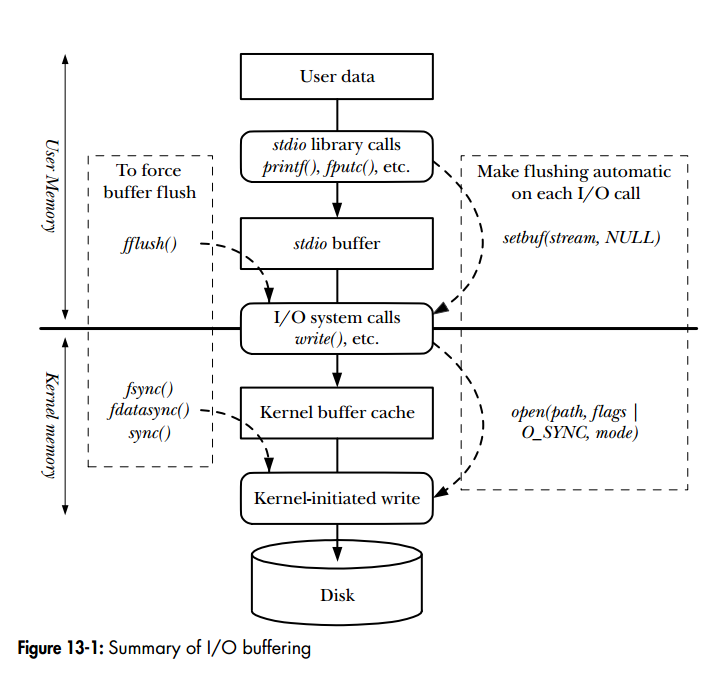 User data
stdio library calls
printf(), fputc(), etc.
User Memory
To force
buffer flush
Make flushing automatic
on each I/O call
fflush()
stdio buffer
setbuf(stream, NULL)
I/O system calls
write(), etc.
Kernel memory
fsync()
fdatasync()
sync()
Kernel buffer cache
open(path, flags |
O_SYNC, mode)
Kernel-initiated write
Disk
Figure 13-1: Summary of I/O buffering